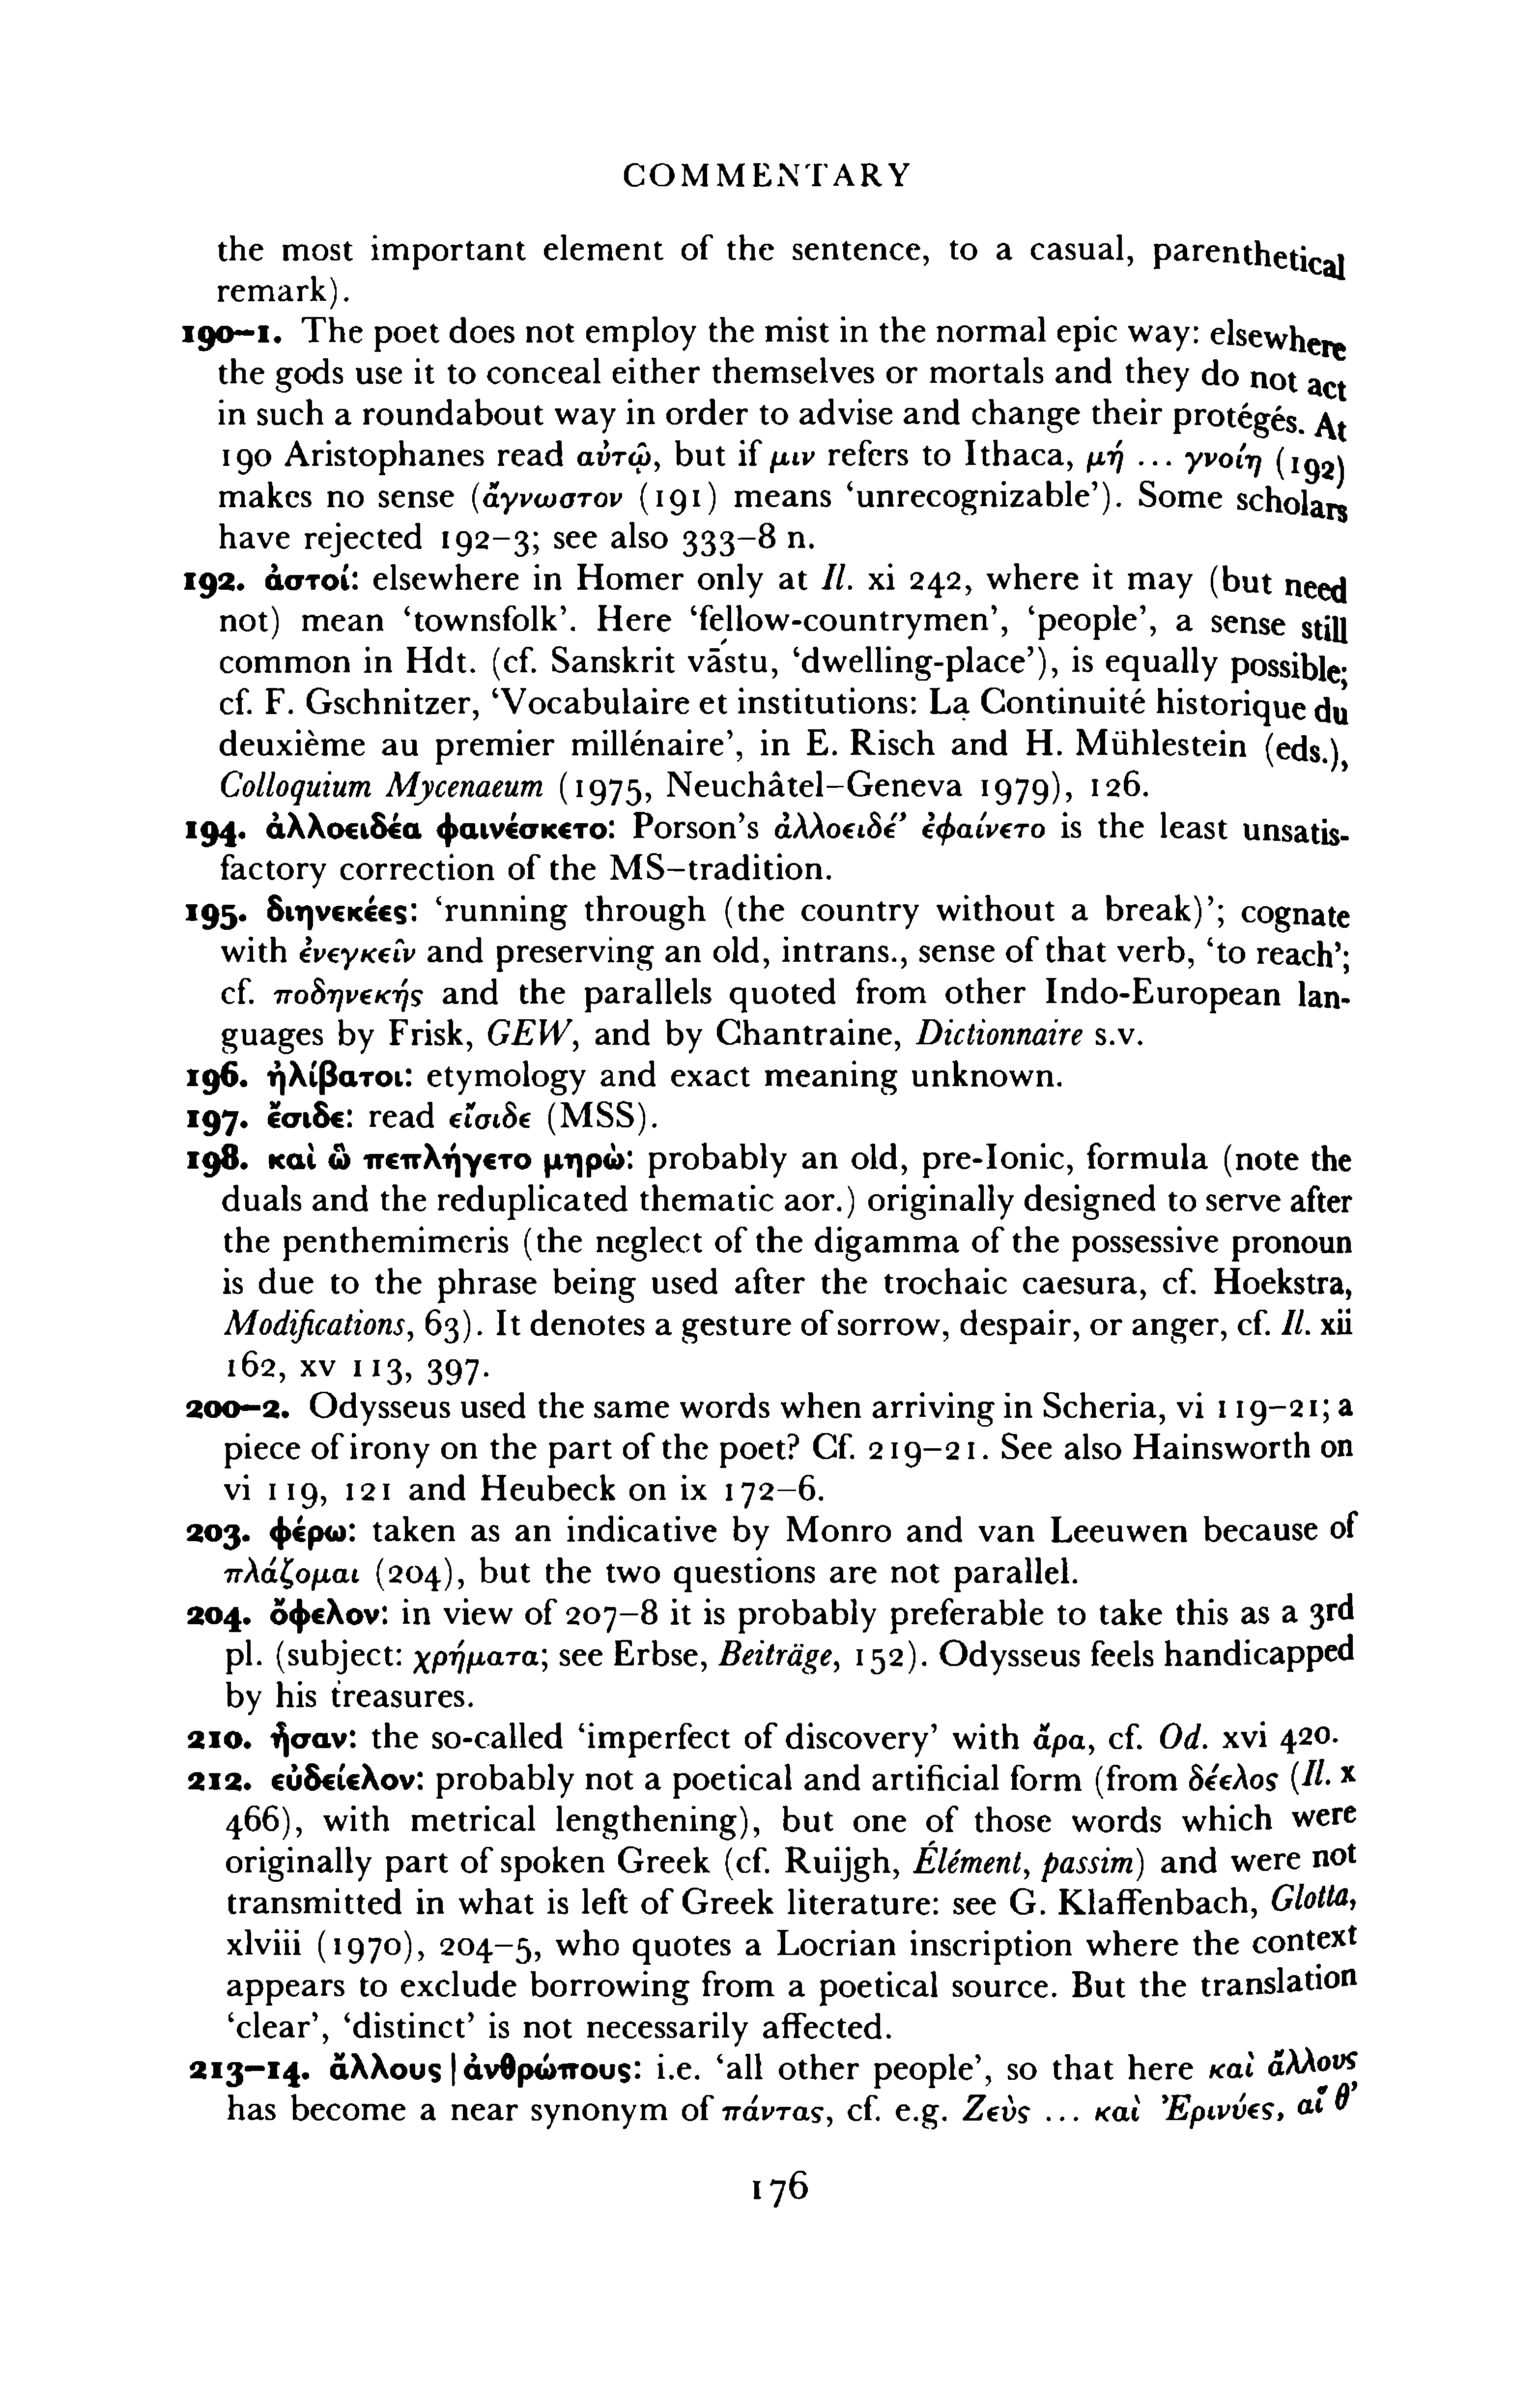 COMMENTARY
the most important element of the sentence, to a casual, parenthetical
remark).
190–1. The poet does not employ the mist in the normal epic way: elsewhere
the gods use it to conceal either themselves or mortals and they do not act
in such a roundabout way in order to advise and change their protégés. At
190 Aristophanes read αὐτῷ, but if μιν refers to Ithaca, μή ... γνοίη (192)
makes no sense (ἄγνωστον (191) means ‘unrecognizable’). Some scholars
have rejected 192–3; see also 333–8 n.
192. ἀστοί: elsewhere in Homer only at Il. xi 242, where it may (but need
not) mean ‘townsfolk’. Here ‘fellow-countrymen’, ‘people’, a sense still
common in Hdt. (cf. Sanskrit vā́stu, ‘dwelling-place’), is equally possible;
cf. F. Gschnitzer, ‘Vocabulaire et institutions: La Continuité historique du
deuxième au premier millénaire’, in E. Risch and H. Mühlestein (eds.),
Colloquium Mycenaeum (1975, Neuchâtel–Geneva 1979), 126.
194. ἀλλοειδέα φαινέσκετο: Porson’s ἀλλοειδέ’ ἐφαίνετο is the least unsatis-
factory correction of the MS–tradition.
195. διηνεκέες: ‘running through (the country without a break)’; cognate
with ἐνεγκεῖν and preserving an old, intrans., sense of that verb, ‘to reach’;
cf. ποδηνεκής and the parallels quoted from other Indo-European lan-
guages by Frisk, GEW, and by Chantraine, Dictionnaire s.v.
196. ἠλίβατοι: etymology and exact meaning unknown.
197. ἔσιδε: read εἴσιδε (MSS).
198. καὶ ὣ πεπλήγετο μηρώ: probably an old, pre-Ionic, formula (note the
duals and the reduplicated thematic aor.) originally designed to serve after
the penthemimeris (the neglect of the digamma of the possessive pronoun
is due to the phrase being used after the trochaic caesura, cf. Hoekstra,
Modifications, 63). It denotes a gesture of sorrow, despair, or anger, cf. Il. xii
162, xv 113, 397.
200–2. Odysseus used the same words when arriving in Scheria, vi 119–21; a
piece of irony on the part of the poet? Cf. 219–21. See also Hainsworth on
vi 119, 121 and Heubeck on ix 172–6.
203. φέρω: taken as an indicative by Monro and van Leeuwen because of
πλάζομαι (204), but the two questions are not parallel.
204. ὄφελον: in view of 207–8 it is probably preferable to take this as a 3rd
pl. (subject: χρήματα; see Erbse, Beiträge, 152). Odysseus feels handicapped
by his treasures.
210. ἦσαν: the so-called ‘imperfect of discovery’ with ἄρα, cf. Od. xvi 420.
212. εὐδείελον: probably not a poetical and artificial form (from δέελος (Il. x
466), with metrical lengthening), but one of those words which were
originally part of spoken Greek (cf. Ruijgh, Élément, passim) and were not
transmitted in what is left of Greek literature: see G. Klaffenbach, Glotta,
xlviii (1970), 204–5, who quotes a Locrian inscription where the context
appears to exclude borrowing from a poetical source. But the translation
‘clear’, ‘distinct’ is not necessarily affected.
213–14. ἄλλους | ἀνθρώπους: i.e. ‘all other people’, so that here καὶ ἄλλους
has become a near synonym of πάντας, cf. e.g. Ζεύς ... καὶ Ἐρινύες, αἵ θ’
176